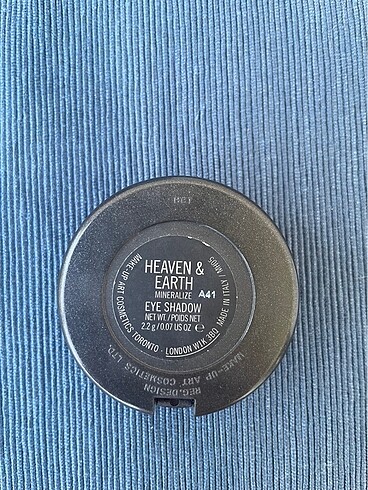 HEAVEN &
EARTH
MINERALIZE A41
EYE SHADOW
NET WT./POIDS NET
2.2 g / 0.07 US OZ ℮
MAKE-UP ART COSMETICS TORONTO · LONDON W1K 3BQ MADE IN ITALY /
REG. DESIGN
MAKE-UP ART COSMETICS LTD.